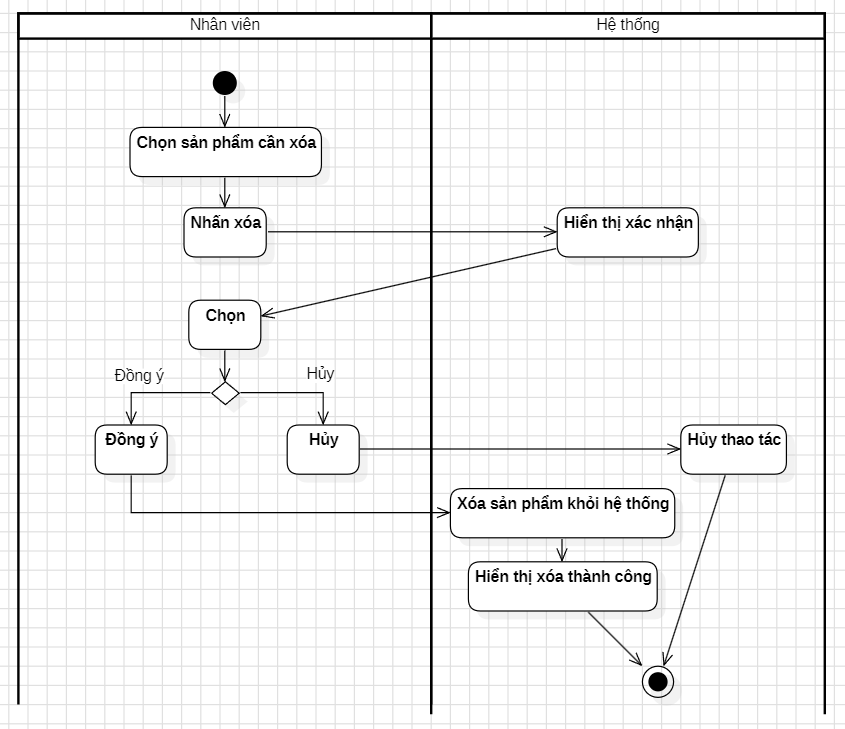 Nhân viên
Hệ thống
Chọn sản phẩm cần xóa
Nhấn xóa
Hiển thị xác nhận
Chọn
Đồng ý
Hủy
Đồng ý
Hủy
Hủy thao tác
Xóa sản phẩm khỏi hệ thống
Hiển thị xóa thành công